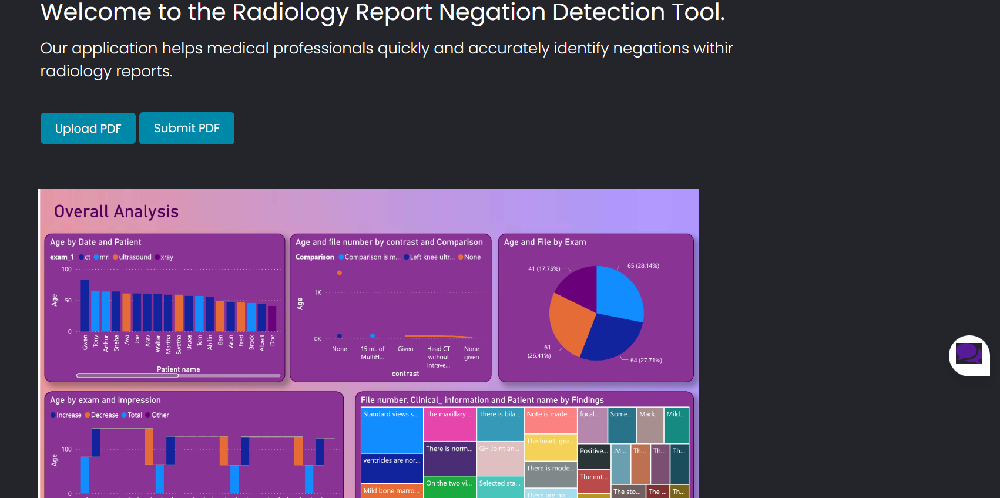 Welcome to the Radiology Report Negation Detection Tool.
Our application helps medical professionals quickly and accurately identify negations within
radiology reports.
Upload PDF
Submit PDF
Overall Analysis
Age by Date and Patient
exam_1 ct mri ultrasound xray
100
50
0
Age
Gwen
Tony
Arthur
Sneha
Ava
Joe
Arav
Walter
Martha
Swetha
Bruce
Tom
Abilin
Ben
Arun
Fred
Brock
Albert
Doe
Patient name
Age and file number by contrast and Comparison
Comparison Comparison is m... Left knee ultr... None
1K
0K
Age
None
15 mL of
MultiH...
Given
Head CT
without
intrave...
None
given
contrast
Age and File by Exam
41 (17.75%)
65 (28.14%)
61
(26.41%)
64 (27.71%)
Age by exam and impression
Increase Decrease Total Other
100
0
Age
File number, Clinical_ information and Patient name by Findings
Standard views s...
ventricles are nor...
Mild bone marro...
The maxillary ...
There is norm...
On the two vi...
There is bila...
GH Joint an...
Selected sta...
Note is made ...
The heart, gre...
There is mode...
There are no ...
focal ...
Some...
Mark...
Mild...
Positive...
.M...
Th...
Th...
Th...
The ent...
The sto...
The ...
Th...